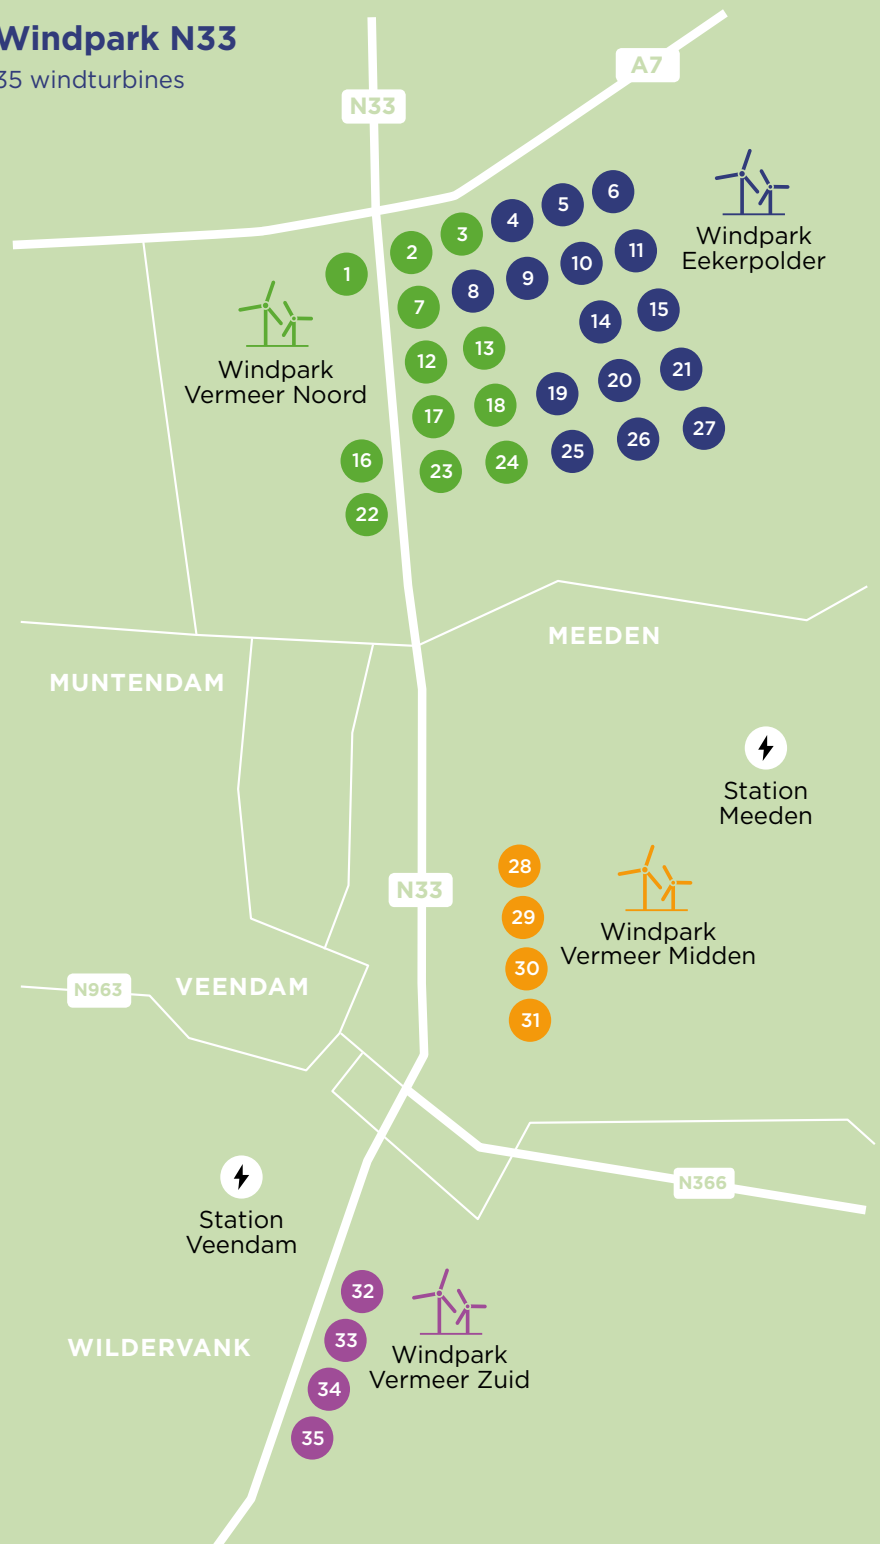 Windpark N33
35 windturbines
A7
N33
6
5
4
3
2
1
Windpark
Eekerpolder
11
10
9
8
7
15
14
13
12
Windpark
Vermeer Noord
21
20
19
18
17
16
27
26
25
24
23
22
MEEDEN
MUNTENDAM
Station
Meeden
28
N33
29
Windpark
Vermeer Midden
30
VEENDAM
N963
31
N366
Station
Veendam
32
33
WILDERVANK
Windpark
Vermeer Zuid
34
35